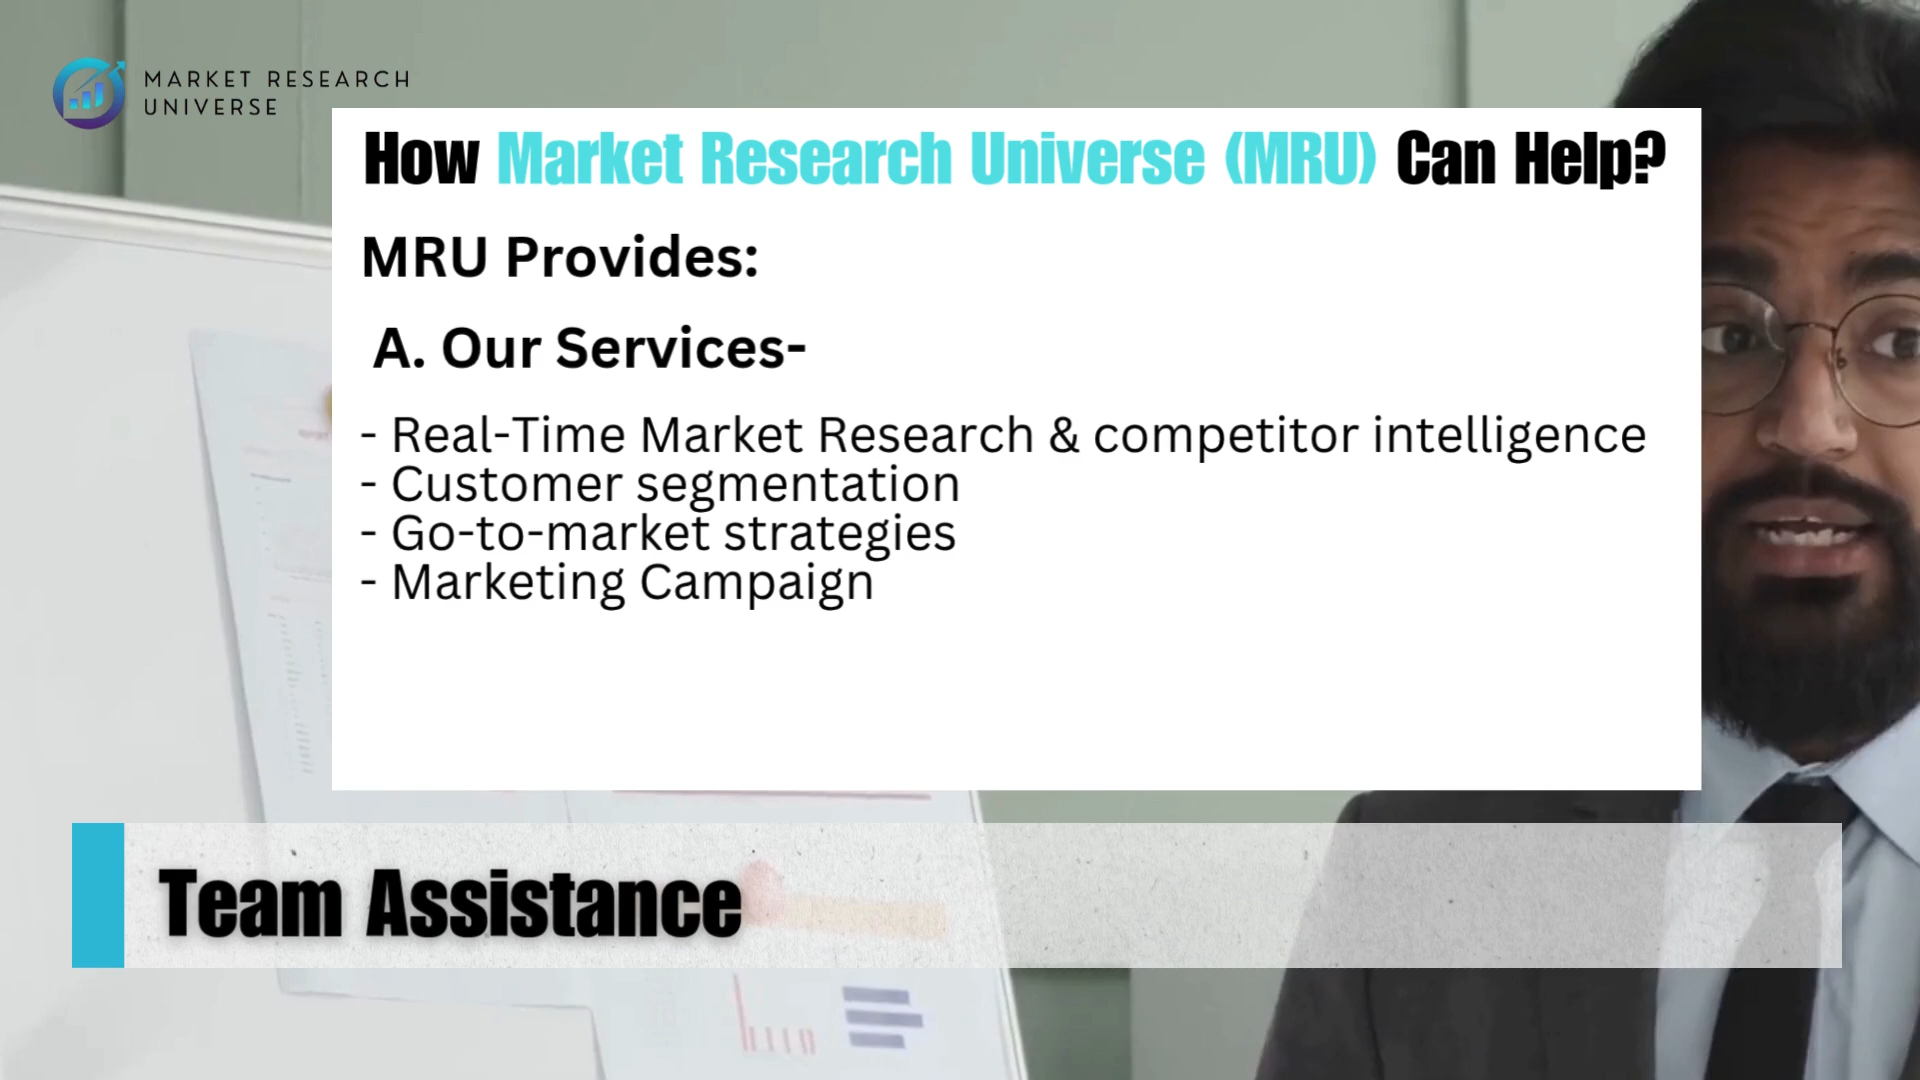 MARKET RESEARCH
UNIVERSE
How Market Research Universe (MRU) Can Help?
MRU Provides:
A. Our Services-
- Real-Time Market Research & competitor intelligence
- Customer segmentation
- Go-to-market strategies
- Marketing Campaign
Team Assistance